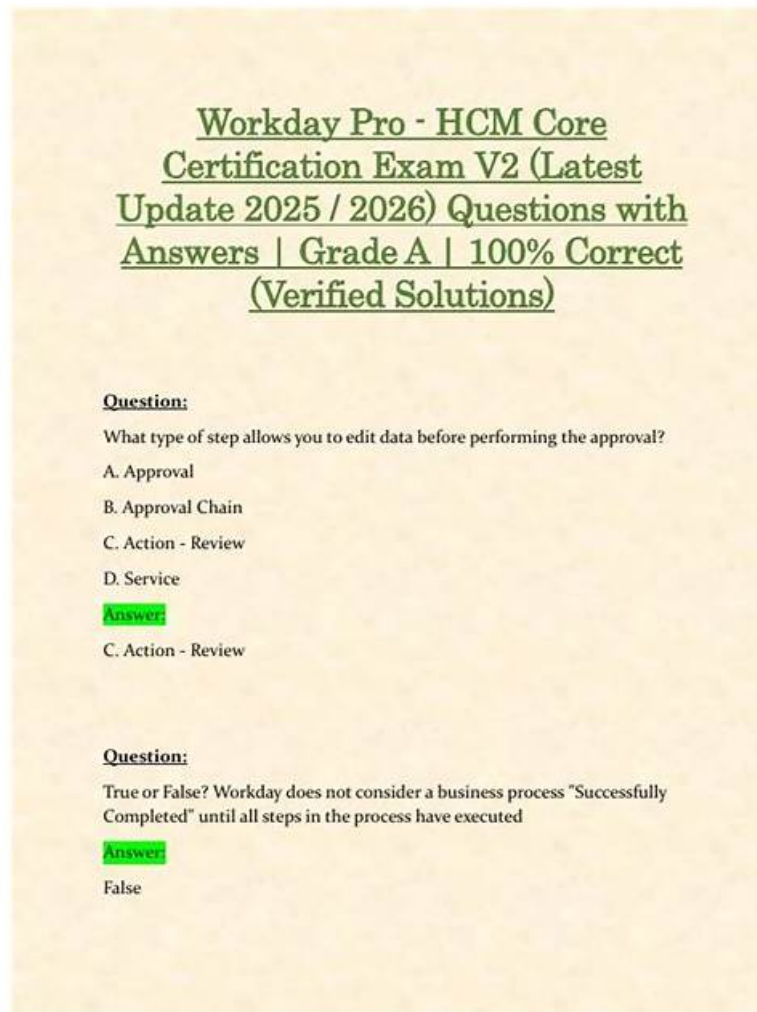 Workday Pro - HCM Core
Certification Exam V2 (Latest
Update 2025 / 2026) Questions with
Answers | Grade A | 100% Correct
(Verified Solutions)
Question:
What type of step allows you to edit data before performing the approval?
A. Approval
B. Approval Chain
C. Action - Review
D. Service
Answer:
C. Action - Review
Question:
True or False? Workday does not consider a business process "Successfully
Completed" until all steps in the process have executed
Answer:
False